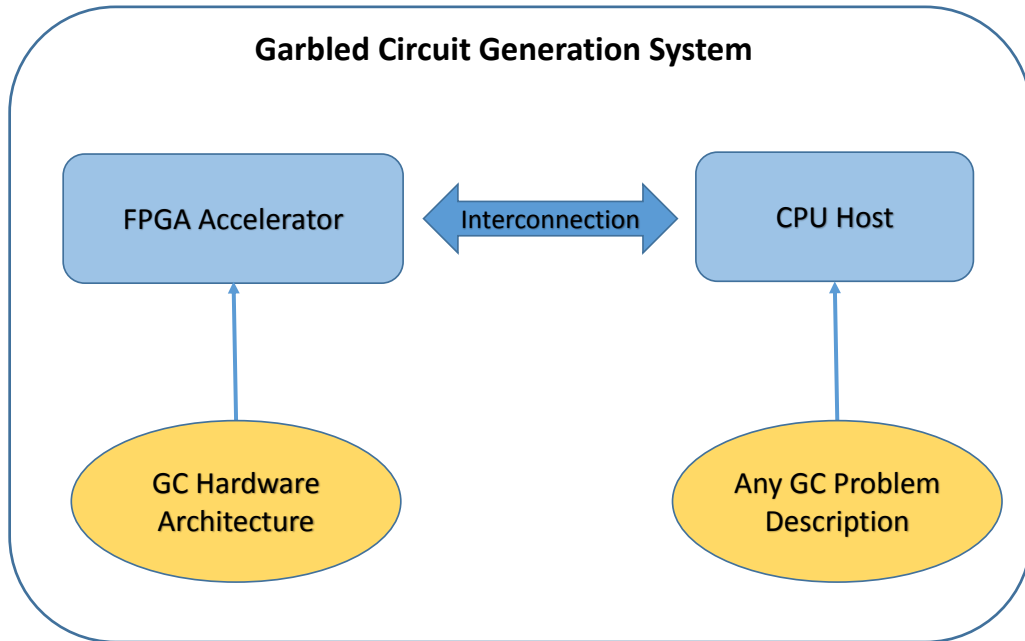 Garbled Circuit Generation System
FPGA Accelerator
Interconnection
CPU Host
GC Hardware
Architecture
Any GC Problem
Description